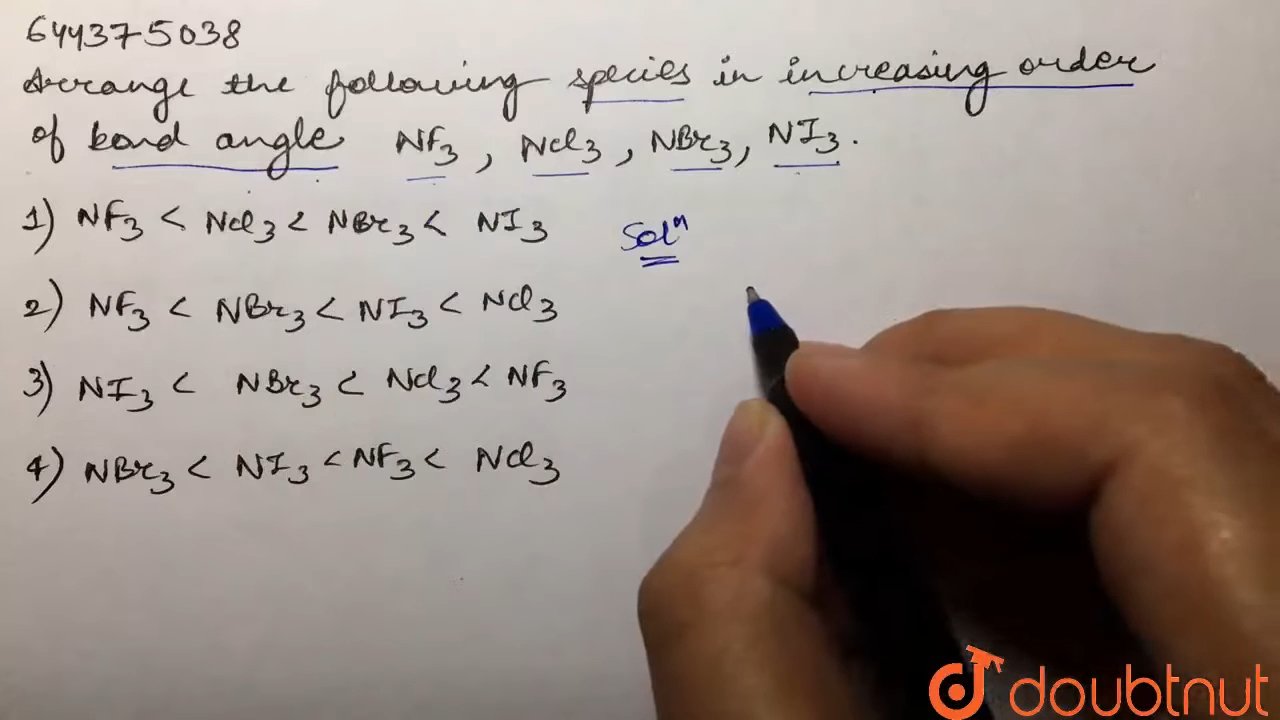 644375038
Arrange the following species in increasing order
of bond angle NF3, NCl3, NBr3, NI3.
1) NF3 < NCl3 < NBr3 < NI3
Solⁿ
2) NF3 < NBr3 < NI3 < NCl3
3) NI3 < NBr3 < NCl3 < NF3
4) NBr3 < NI3 < NF3 < NCl3
doubtnut